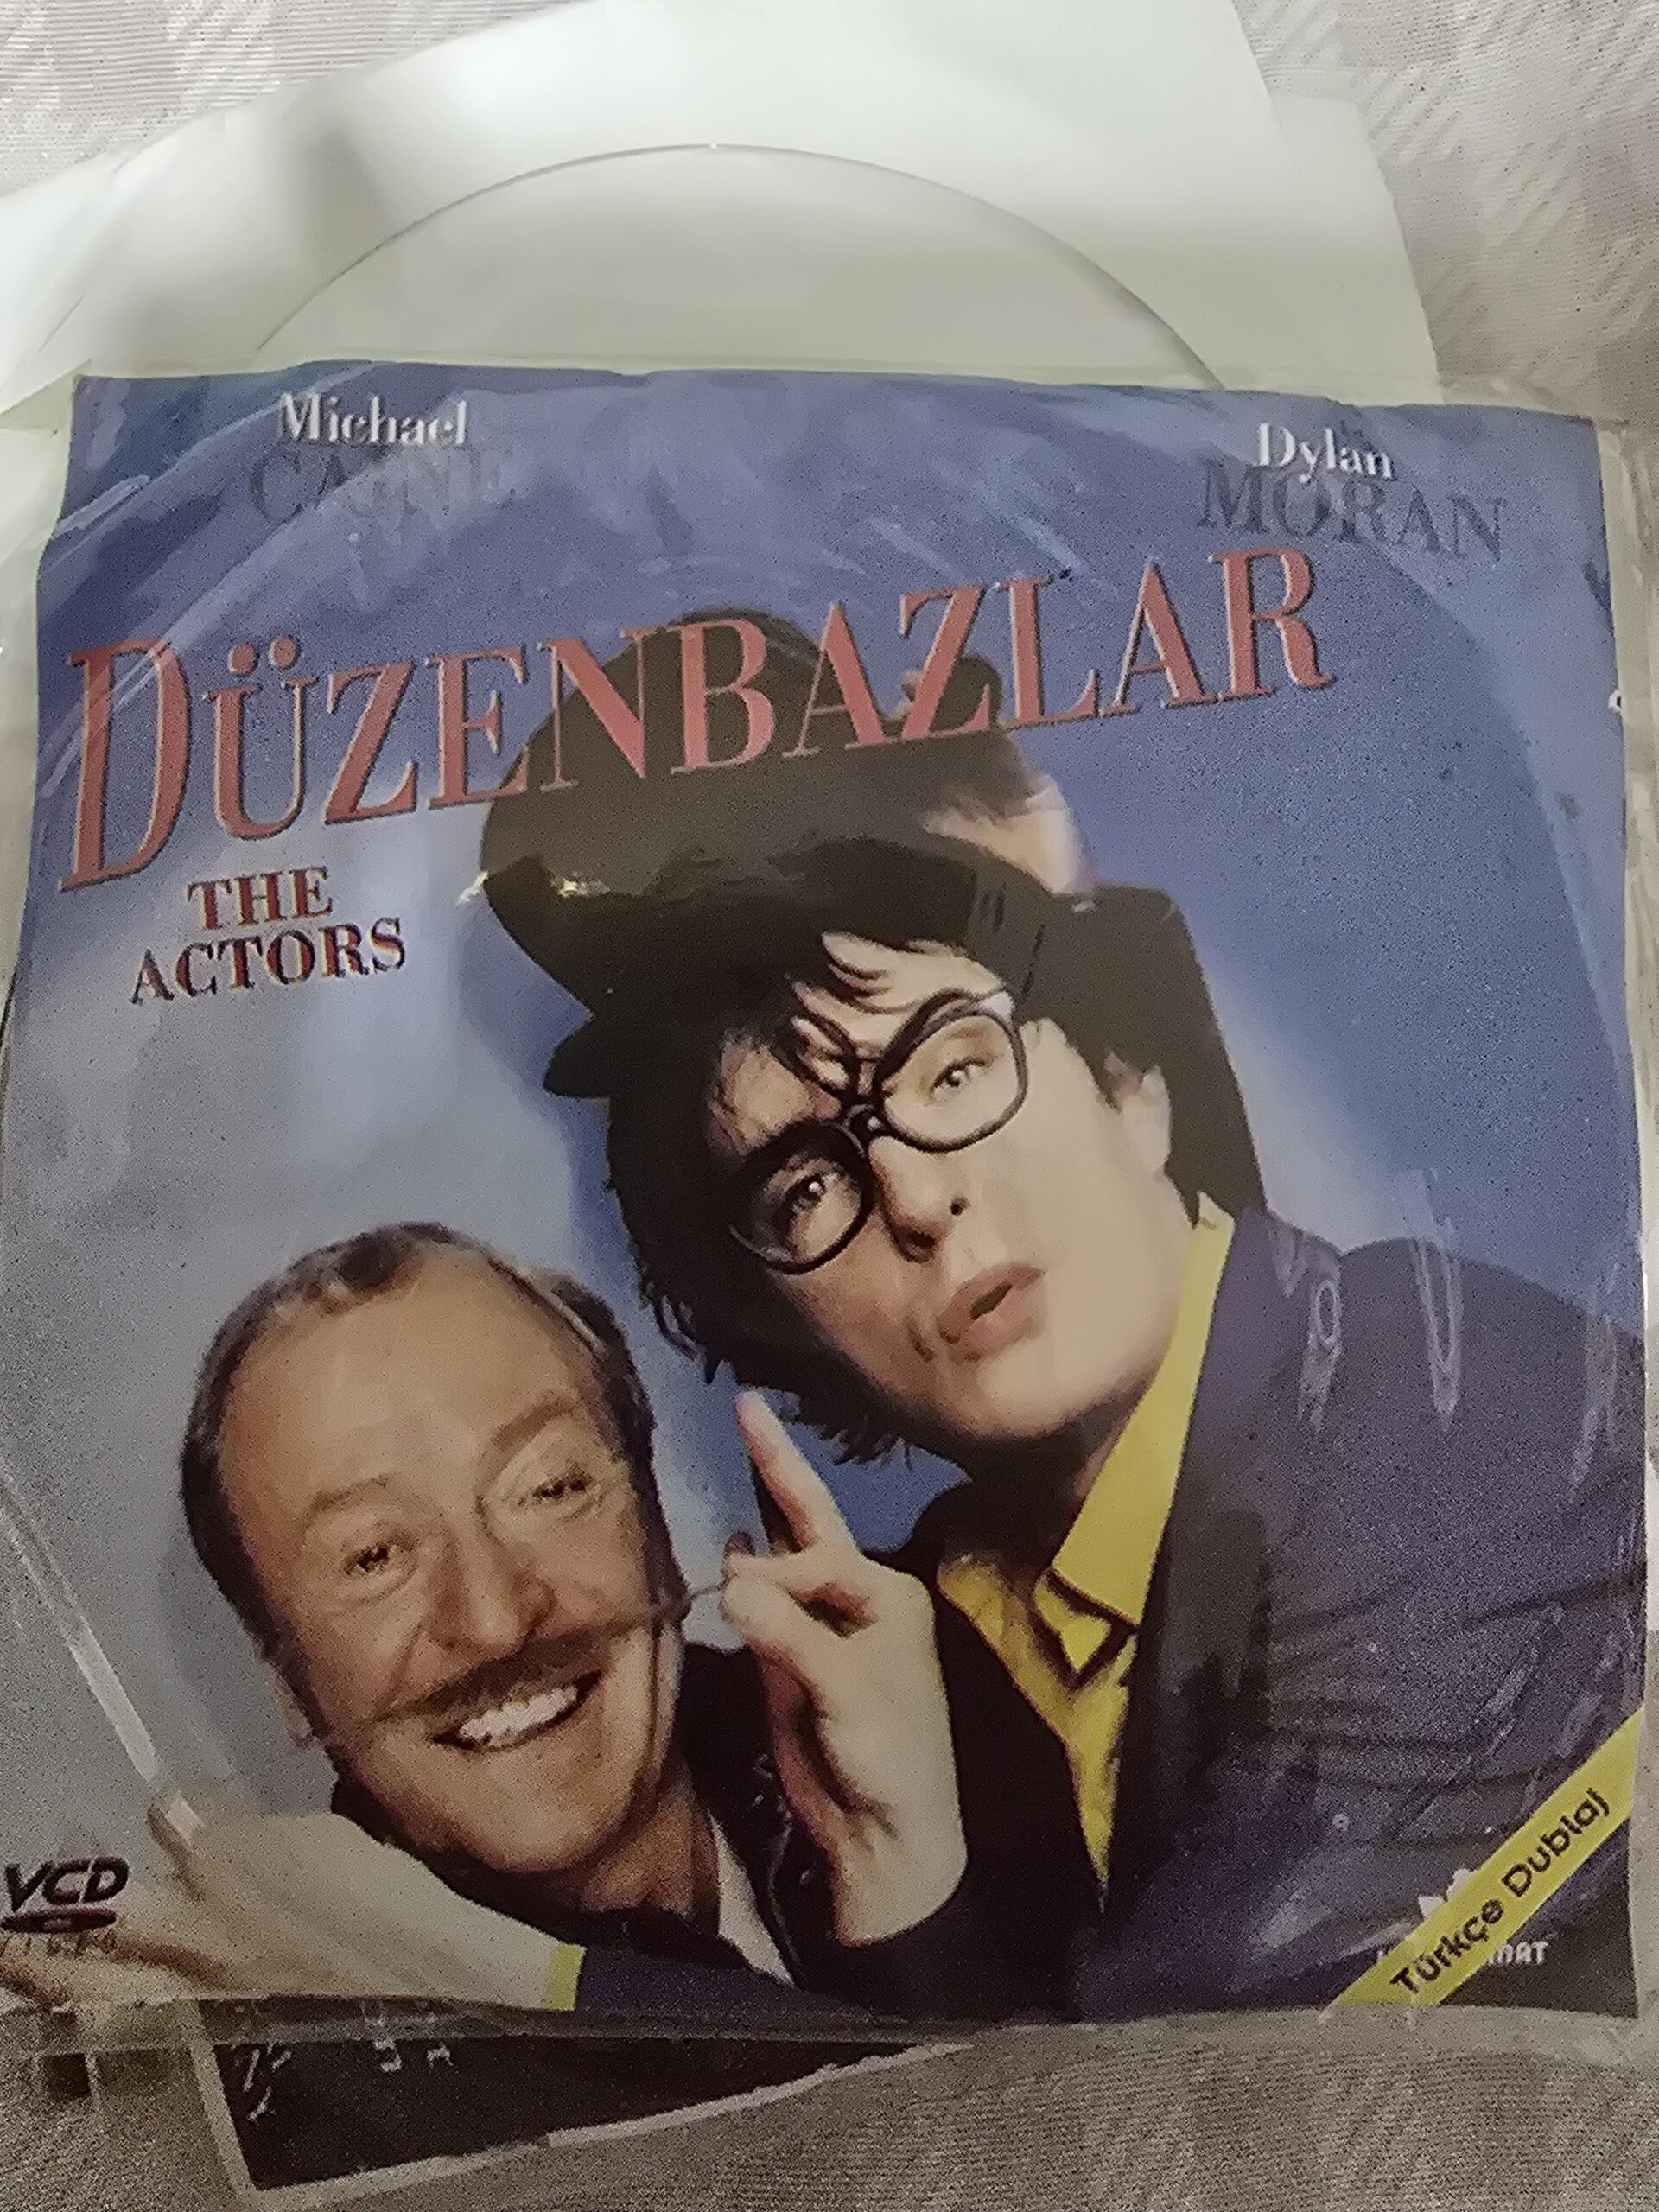 Michael
CAINE
Dylan
MORAN
DÜZENBAZLAR
THE
ACTORS
VCD
Türkçe Dublaj